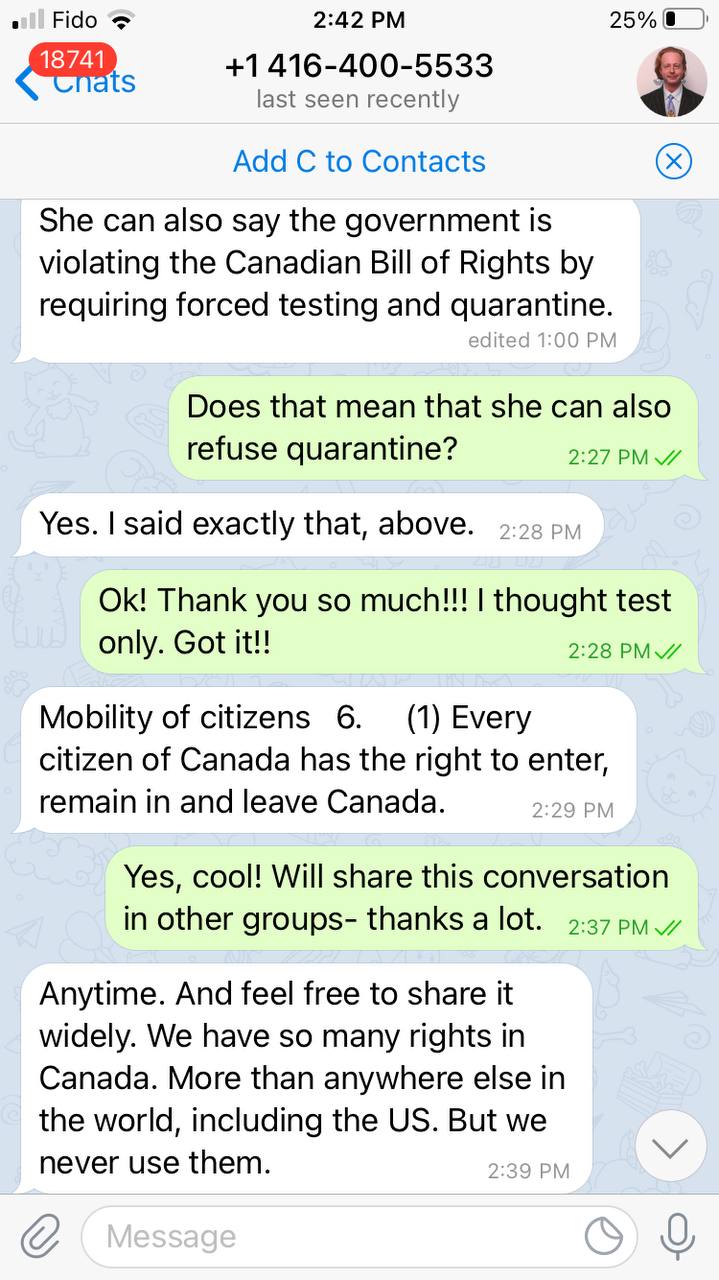 Fido
2:42 PM
25%
18741
Chats
+1 416-400-5533
last seen recently
Add C to Contacts
She can also say the government is
violating the Canadian Bill of Rights by
requiring forced testing and quarantine.
edited 1:00 PM
Does that mean that she can also
refuse quarantine?
2:27 PM
Yes. I said exactly that, above.
2:28 PM
Ok! Thank you so much!!! I thought test
only. Got it!!
2:28 PM
Mobility of citizens 6. (1) Every
citizen of Canada has the right to enter,
remain in and leave Canada.
2:29 PM
Yes, cool! Will share this conversation
in other groups- thanks a lot.
2:37 PM
Anytime. And feel free to share it
widely. We have so many rights in
Canada. More than anywhere else in
the world, including the US. But we
never use them.
2:39 PM
Message